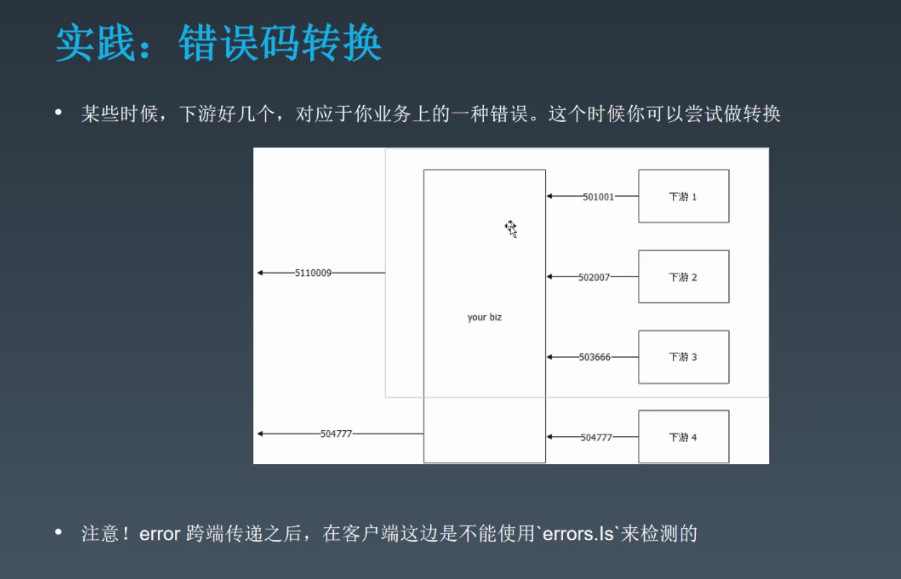 实践：错误码转换
• 某些时候，下游好几个，对应于你业务上的一种错误。这个时候你可以尝试做转换
501001
下游 1
5110009
502007
下游 2
your biz
503666
下游 3
504777
504777
下游 4
• 注意！error 跨端传递之后，在客户端这边是不能使用`errors.Is`来检测的